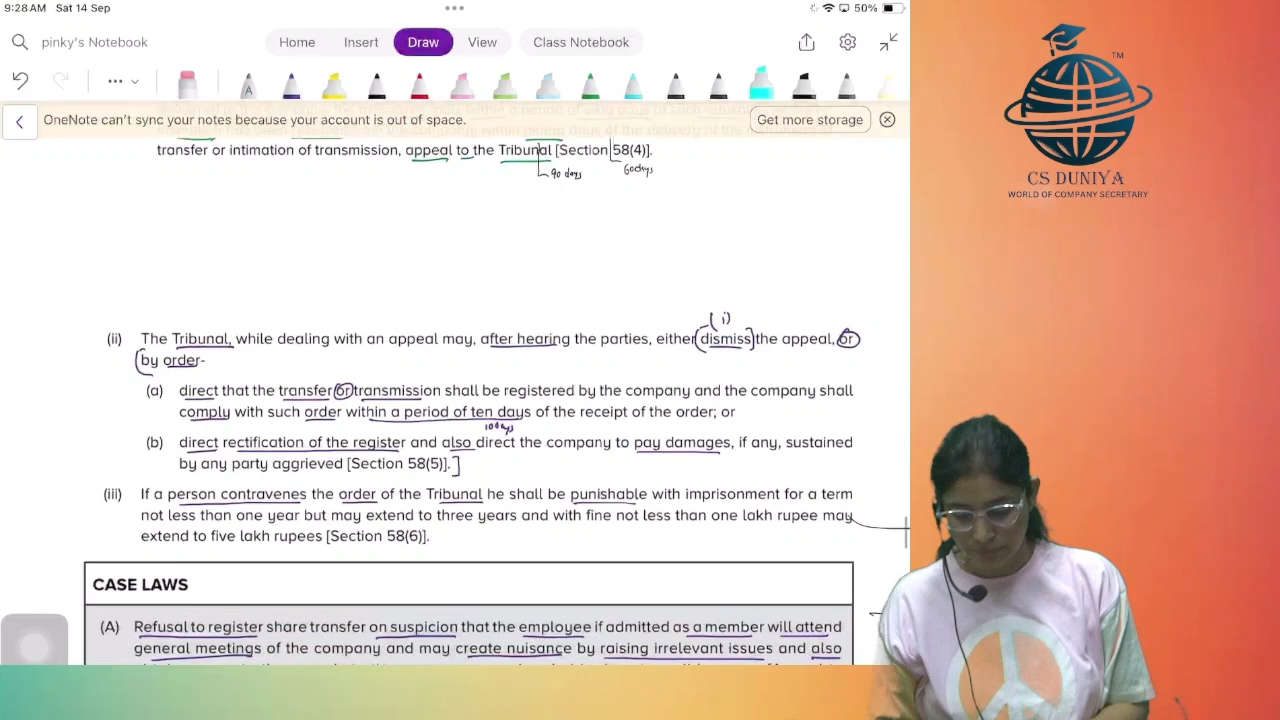 9:28 AM Sat 14 Sep
50%
pinky's Notebook
Home Insert Draw View Class Notebook
A
OneNote can't sync your notes because your account is out of space.
Get more storage
transfer or intimation of transmission, appeal to the Tribunal [Section 58(4)].
90 days 60days
(i)
(ii) The Tribunal, while dealing with an appeal may, after hearing the parties, either dismiss the appeal, or
by order-
(a) direct that the transfer or transmission shall be registered by the company and the company shall
comply with such order within a period of ten days of the receipt of the order; or
10days
(b) direct rectification of the register and also direct the company to pay damages, if any, sustained
by any party aggrieved [Section 58(5)].
(iii) If a person contravenes the order of the Tribunal he shall be punishable with imprisonment for a term
not less than one year but may extend to three years and with fine not less than one lakh rupee may
extend to five lakh rupees [Section 58(6)].
CASE LAWS
(A) Refusal to register share transfer on suspicion that the employee if admitted as a member will attend
general meetings of the company and may create nuisance by raising irrelevant issues and also
TM
CS DUNIYA
WORLD OF COMPANY SECRETARY